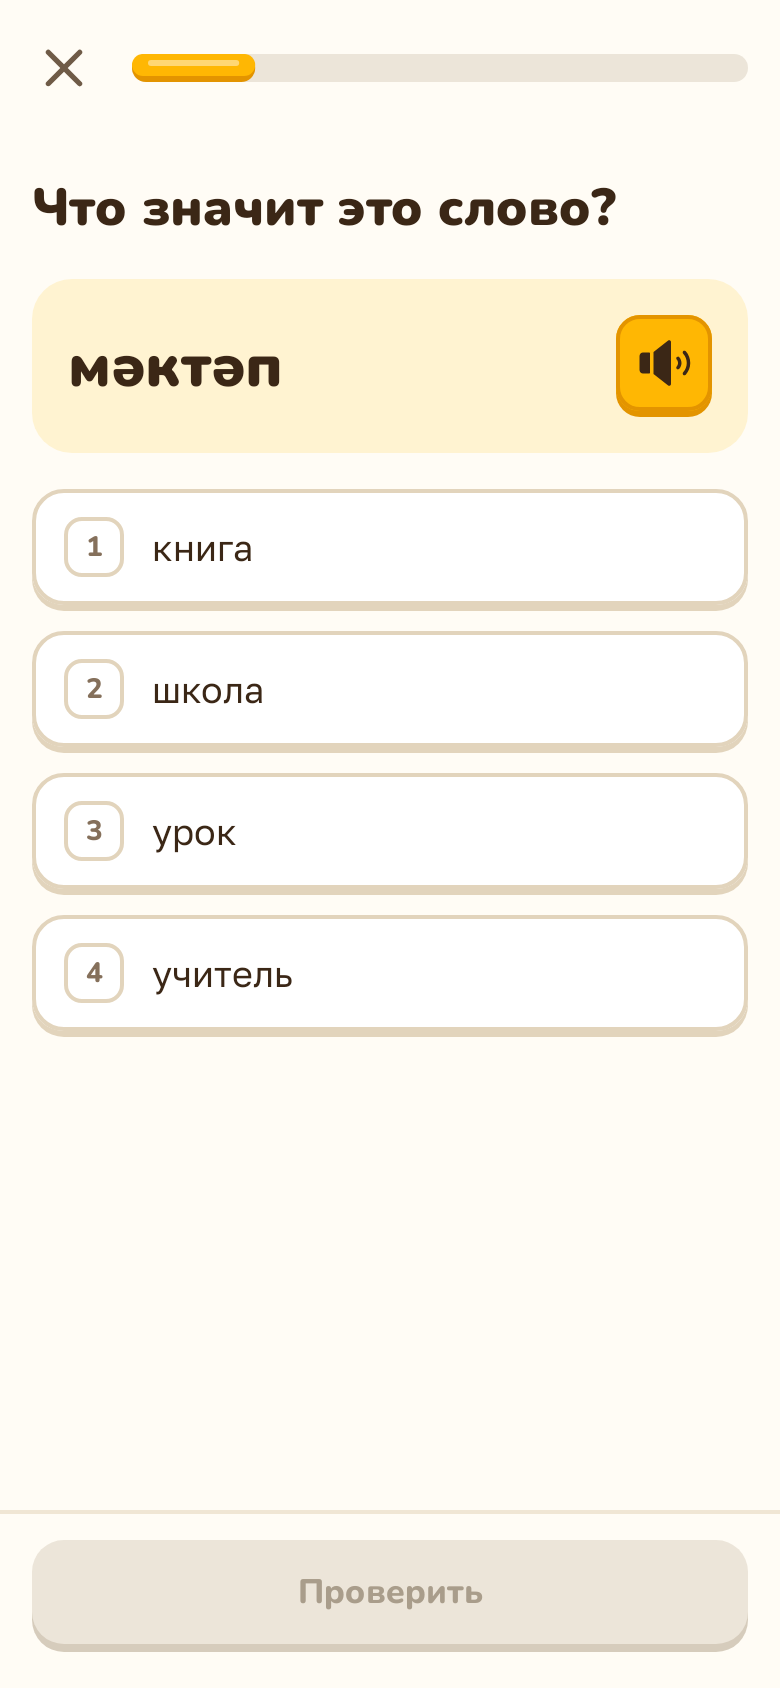 Что значит это слово?
мәктәп
1 книга
2 школа
3 урок
4 учитель
Проверить